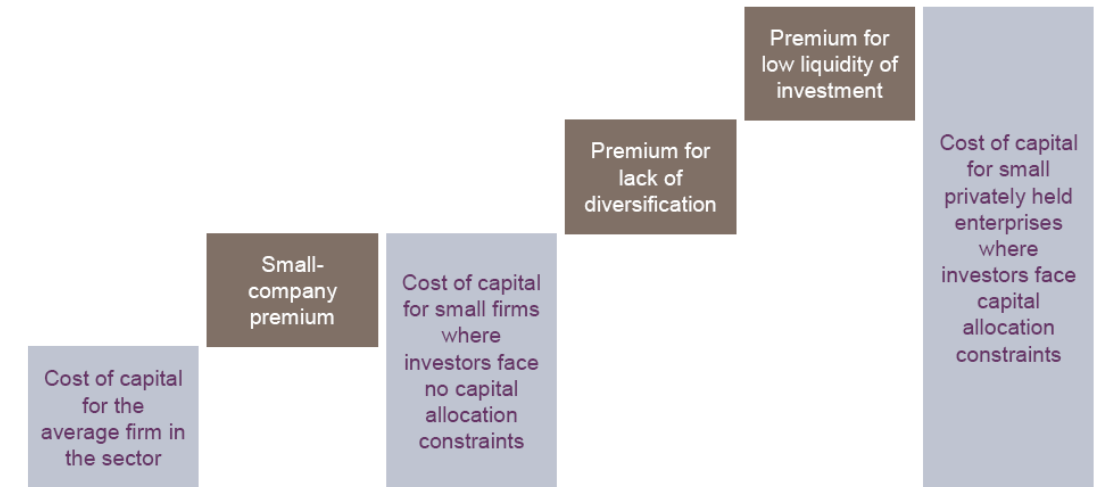 Cost of capital
for the
average firm in
the sector
Small-
company
premium
Cost of capital
for small firms
where
investors face
no capital
allocation
constraints
Premium for
lack of
diversification
Premium for
low liquidity of
investment
Cost of capital
for small
privately held
enterprises
where
investors face
capital
allocation
constraints